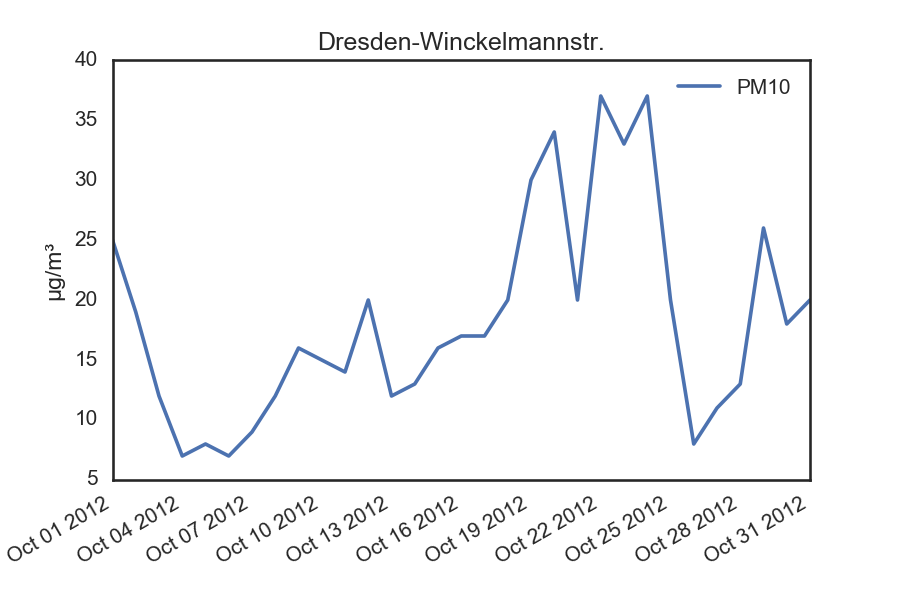 Dresden-Winckelmannstr.
PM10
µg/m³
40
35
30
25
20
15
10
5
Oct 01 2012
Oct 04 2012
Oct 07 2012
Oct 10 2012
Oct 13 2012
Oct 16 2012
Oct 19 2012
Oct 22 2012
Oct 25 2012
Oct 28 2012
Oct 31 2012